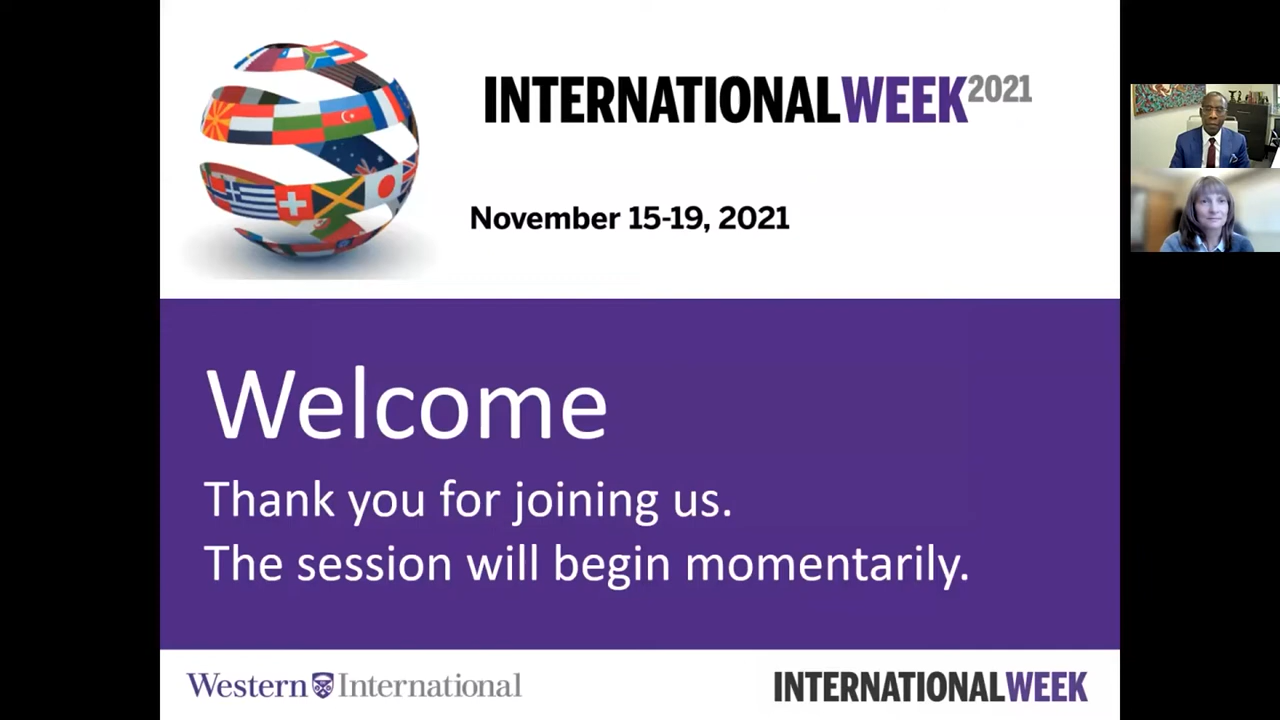 INTERNATIONALWEEK2021
November 15-19, 2021
Welcome
Thank you for joining us.
The session will begin momentarily.
Western International
INTERNATIONALWEEK